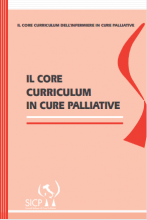 IL CORE CURRICULUM DELL'INFERMIERE IN CURE PALLIATIVE
IL CORE
CURRICULUM
IN CURE PALLIATIVE
SICP